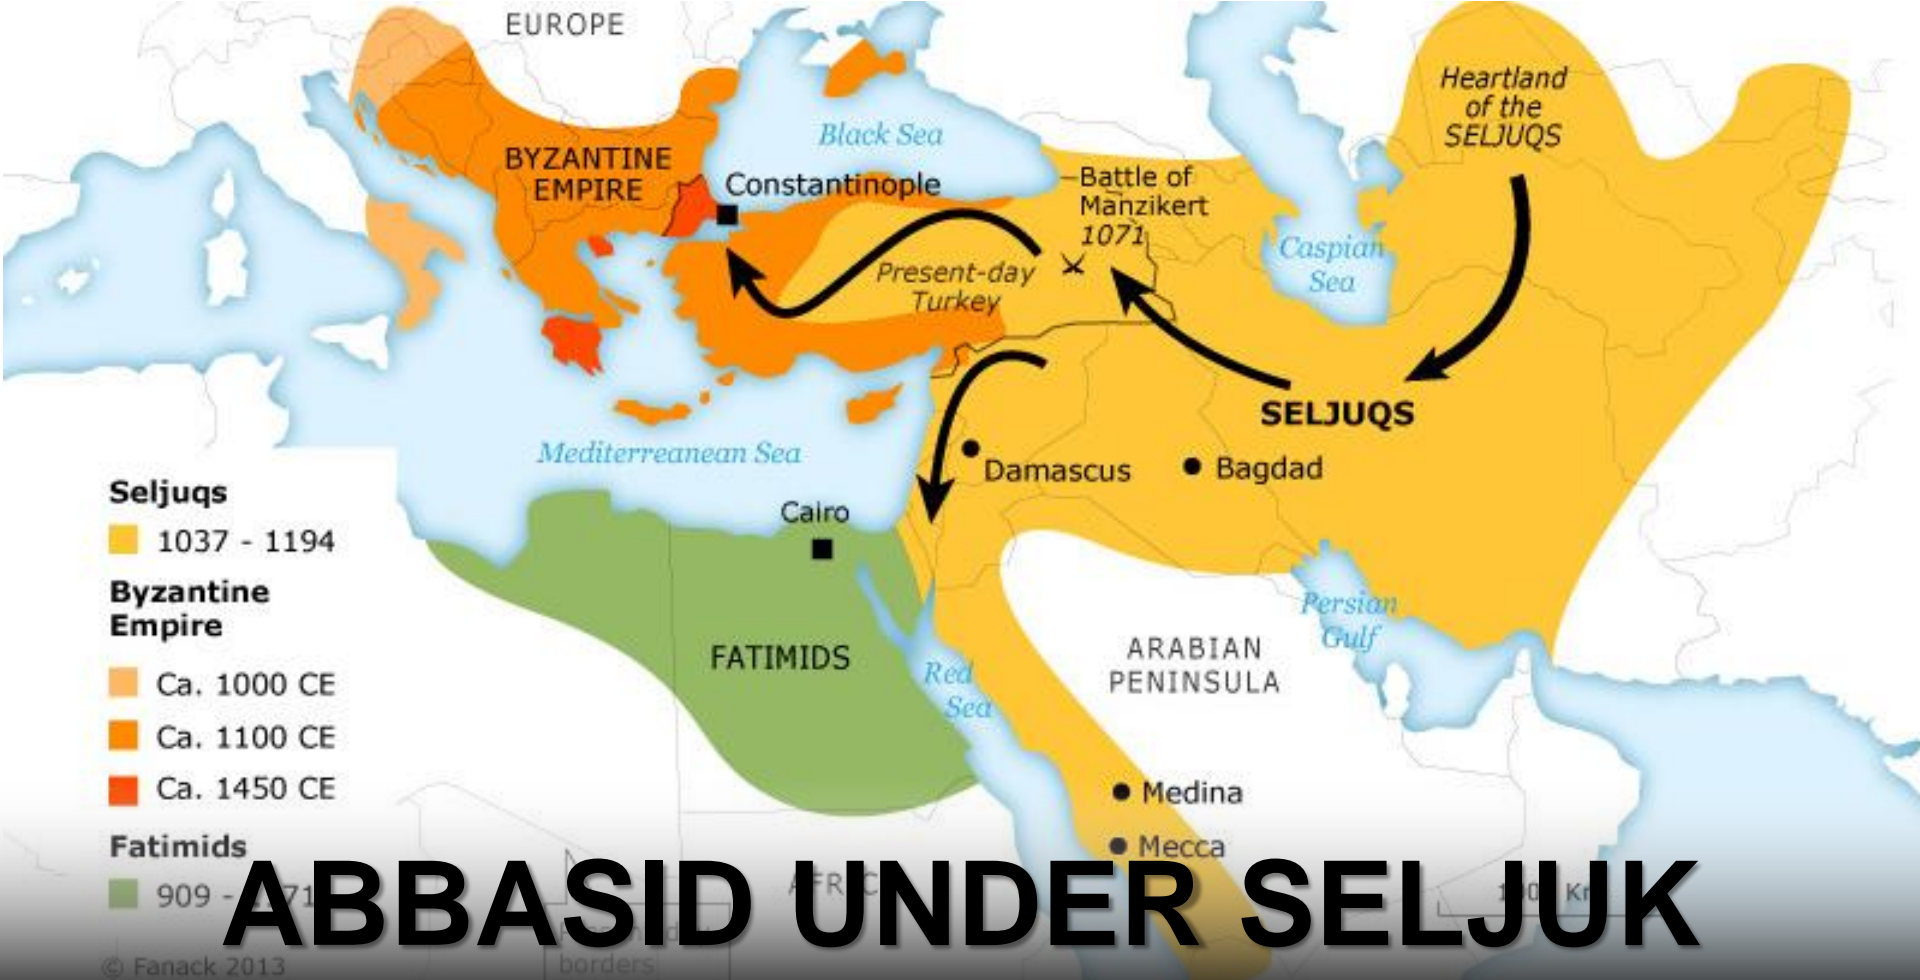 EUROPE
Heartland
of the
SELJUQS
Black Sea
BYZANTINE
EMPIRE
Constantinople
Battle of
Manzikert
1071
Caspian
Sea
Present-day
Turkey
SELJUQS
Mediterranean Sea
Damascus
Bagdad
Seljuqs
1037 - 1194
Cairo
Byzantine
Empire
Ca. 1000 CE
Ca. 1100 CE
Ca. 1450 CE
Persian
Gulf
FATIMIDS
ARABIAN
PENINSULA
Red
Sea
Medina
Mecca
Fatimids
909 -
ABBASID UNDER SELJUK
borders
© Fanack 2013